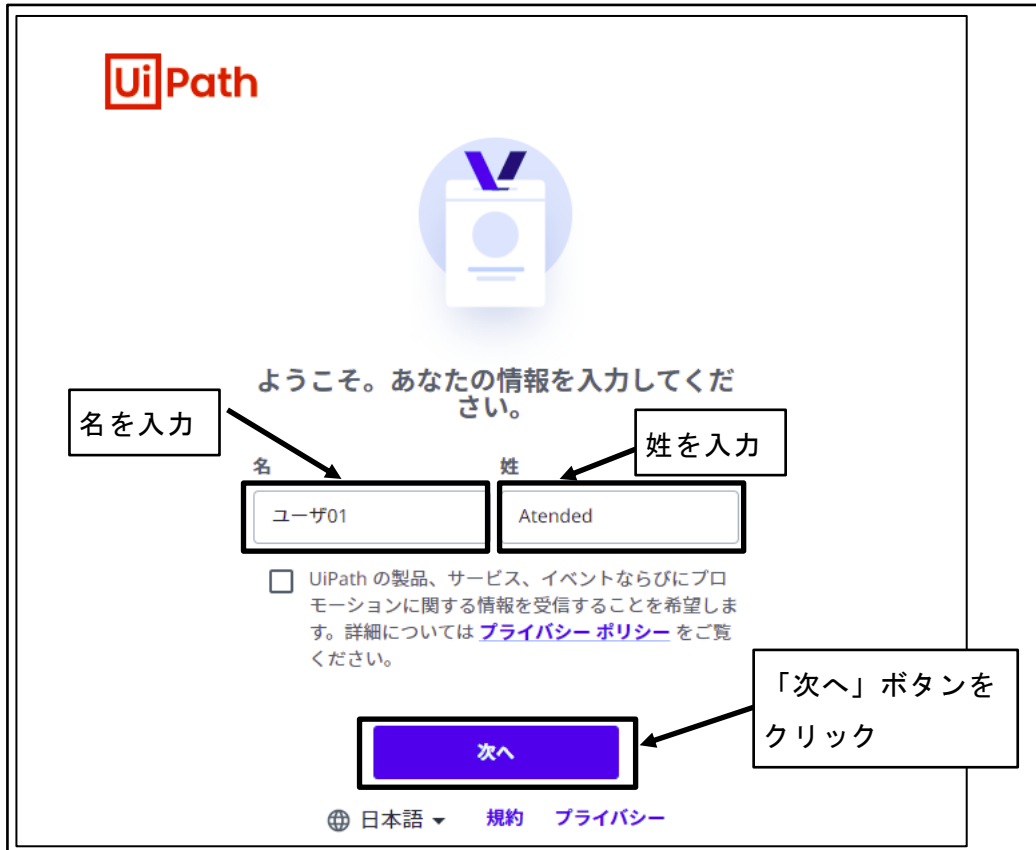 UiPath
ようこそ。あなたの情報を入力してくだ
さい。
名を入力
姓を入力
名
姓
ユーザ01
Atended
UiPath の製品、サービス、イベントならびにプロ
モーションに関する情報を受信することを希望しま
す。詳細については プライバシー ポリシー をご覧
ください。
「次へ」ボタンを
クリック
次へ
日本語
規約
プライバシー